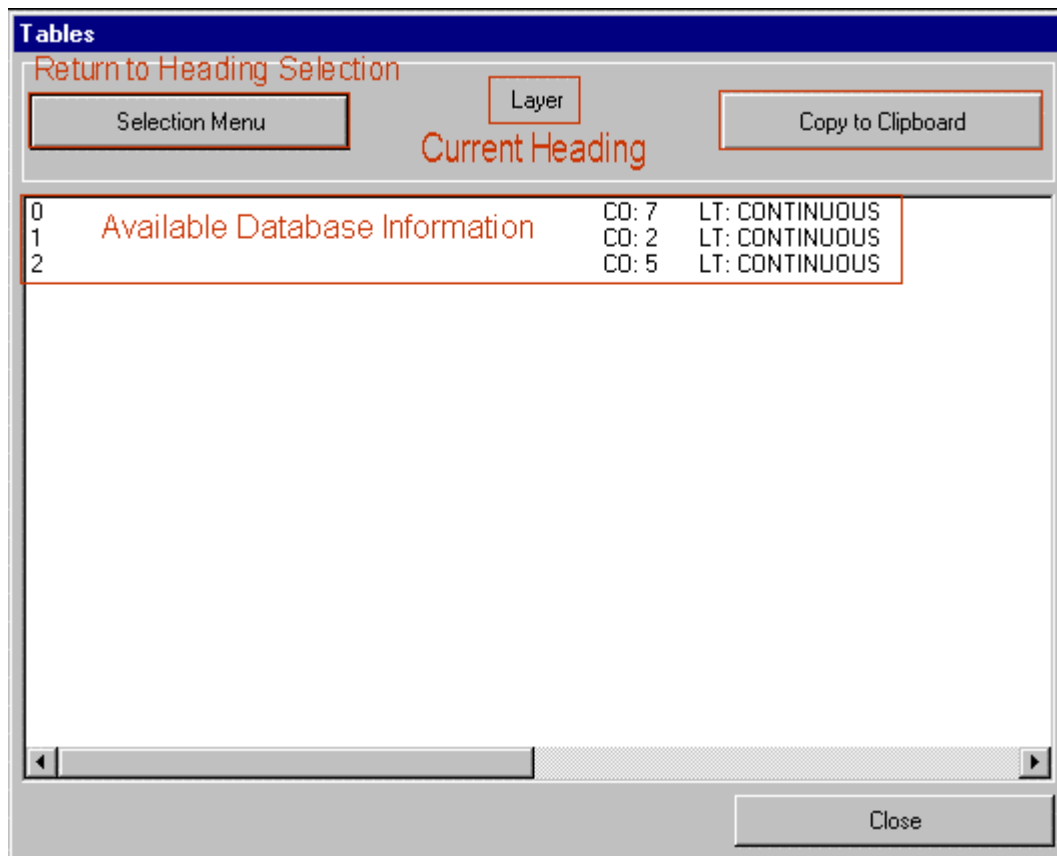 Tables
Return to Heading Selection
Selection Menu
Layer
Copy to Clipboard
Current Heading
0 CO: 7 LT: CONTINUOUS
Available Database Information
1 CO: 2 LT: CONTINUOUS
2 CO: 5 LT: CONTINUOUS
Close